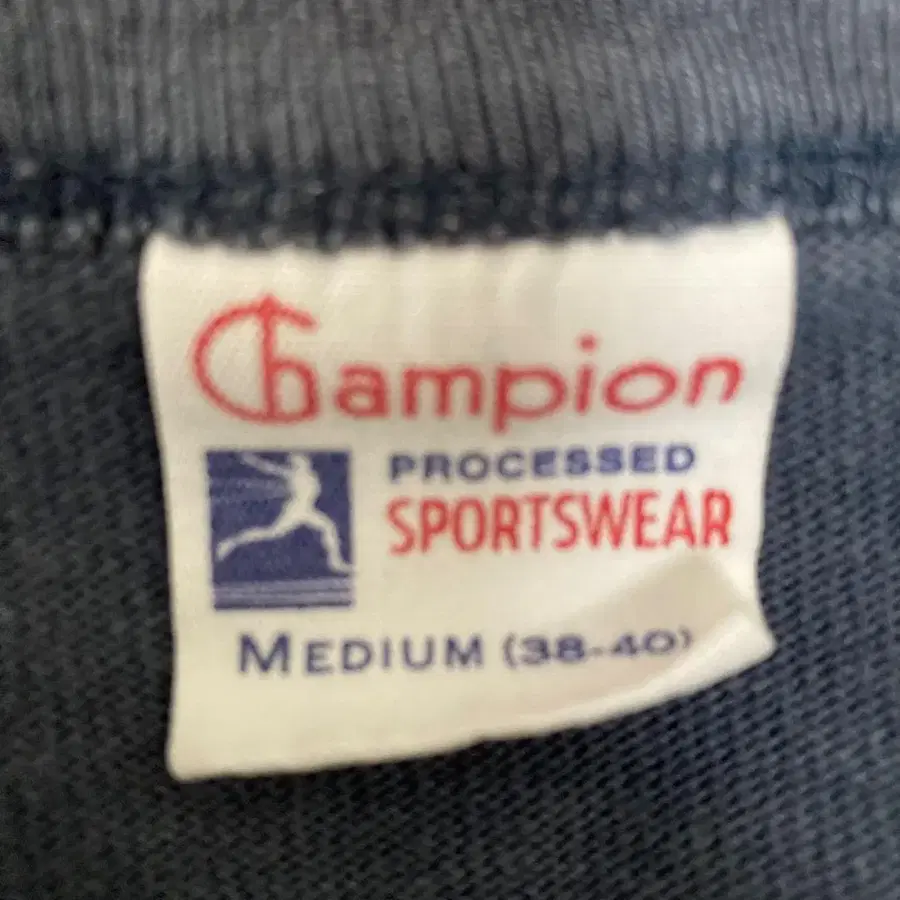 Champion
PROCESSED
SPORTSWEAR
MEDIUM (38-40)